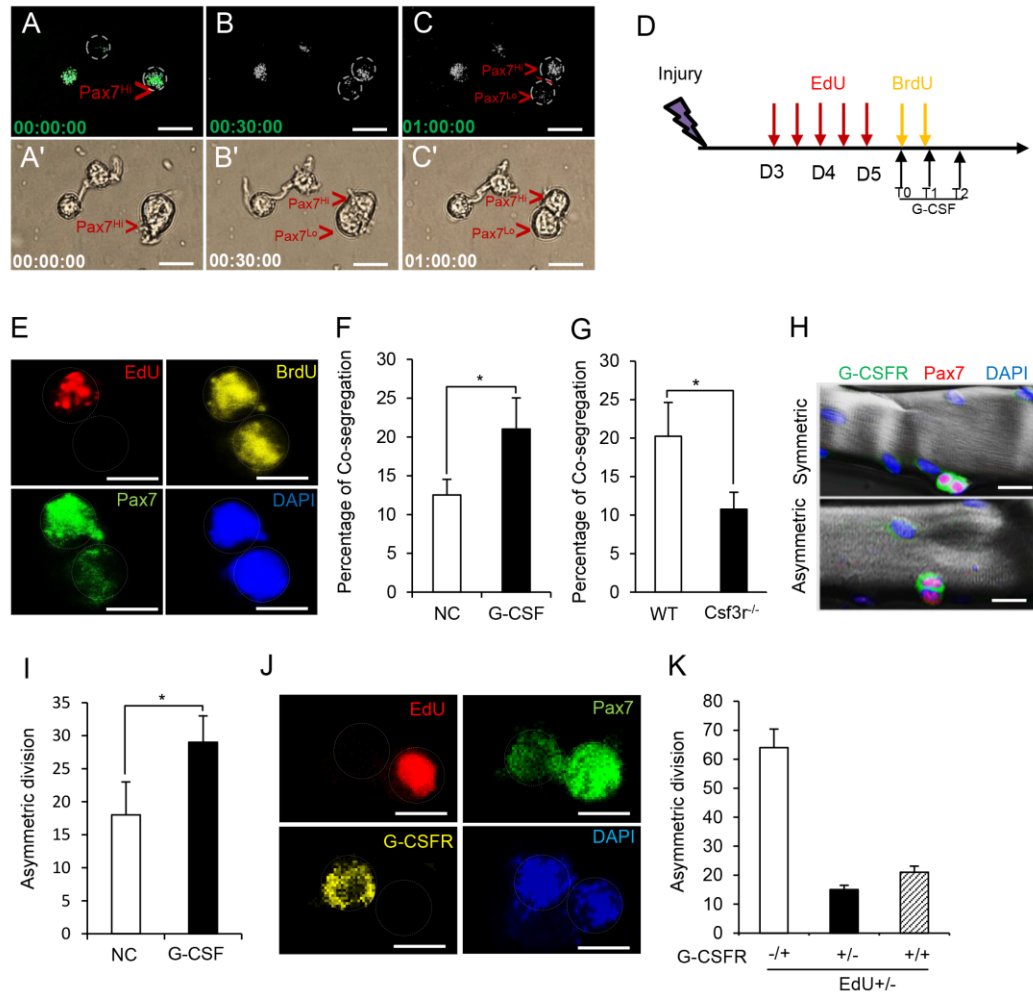 A
Pax7Hi
00:00:00
B
00:30:00
C
Pax7Hi
Pax7Lo
01:00:00
A'
Pax7Hi
00:00:00
B'
Pax7Hi
Pax7Lo
00:30:00
C'
Pax7Hi
Pax7Lo
01:00:00
D
Injury
EdU
BrdU
D3
D4
D5
T0
T1
T2
G-CSF
E
EdU
BrdU
Pax7
DAPI
F
Percentage of Co-segregation
30
25
20
15
10
5
0
*
NC
G-CSF
G
Percentage of Co-segregation
30
25
20
15
10
5
0
*
WT
Csf3r-/-
H
G-CSFR Pax7 DAPI
Symmetric
Asymmetric
I
Asymmetric division
35
30
25
20
15
10
5
0
*
NC
G-CSF
J
EdU
Pax7
G-CSFR
DAPI
K
Asymmetric division
80
70
60
50
40
30
20
10
0
G-CSFR -/+ +/- +/+
EdU+/-